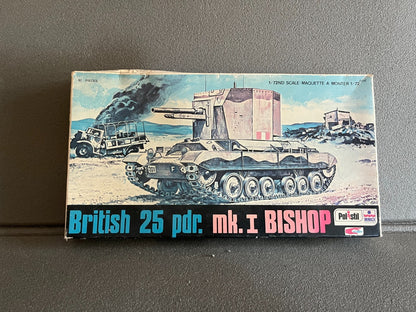 1-72ND SCALE-MAQUETTE A MONTER 1-72
British 25 pdr. mk.I BISHOP
Polistil